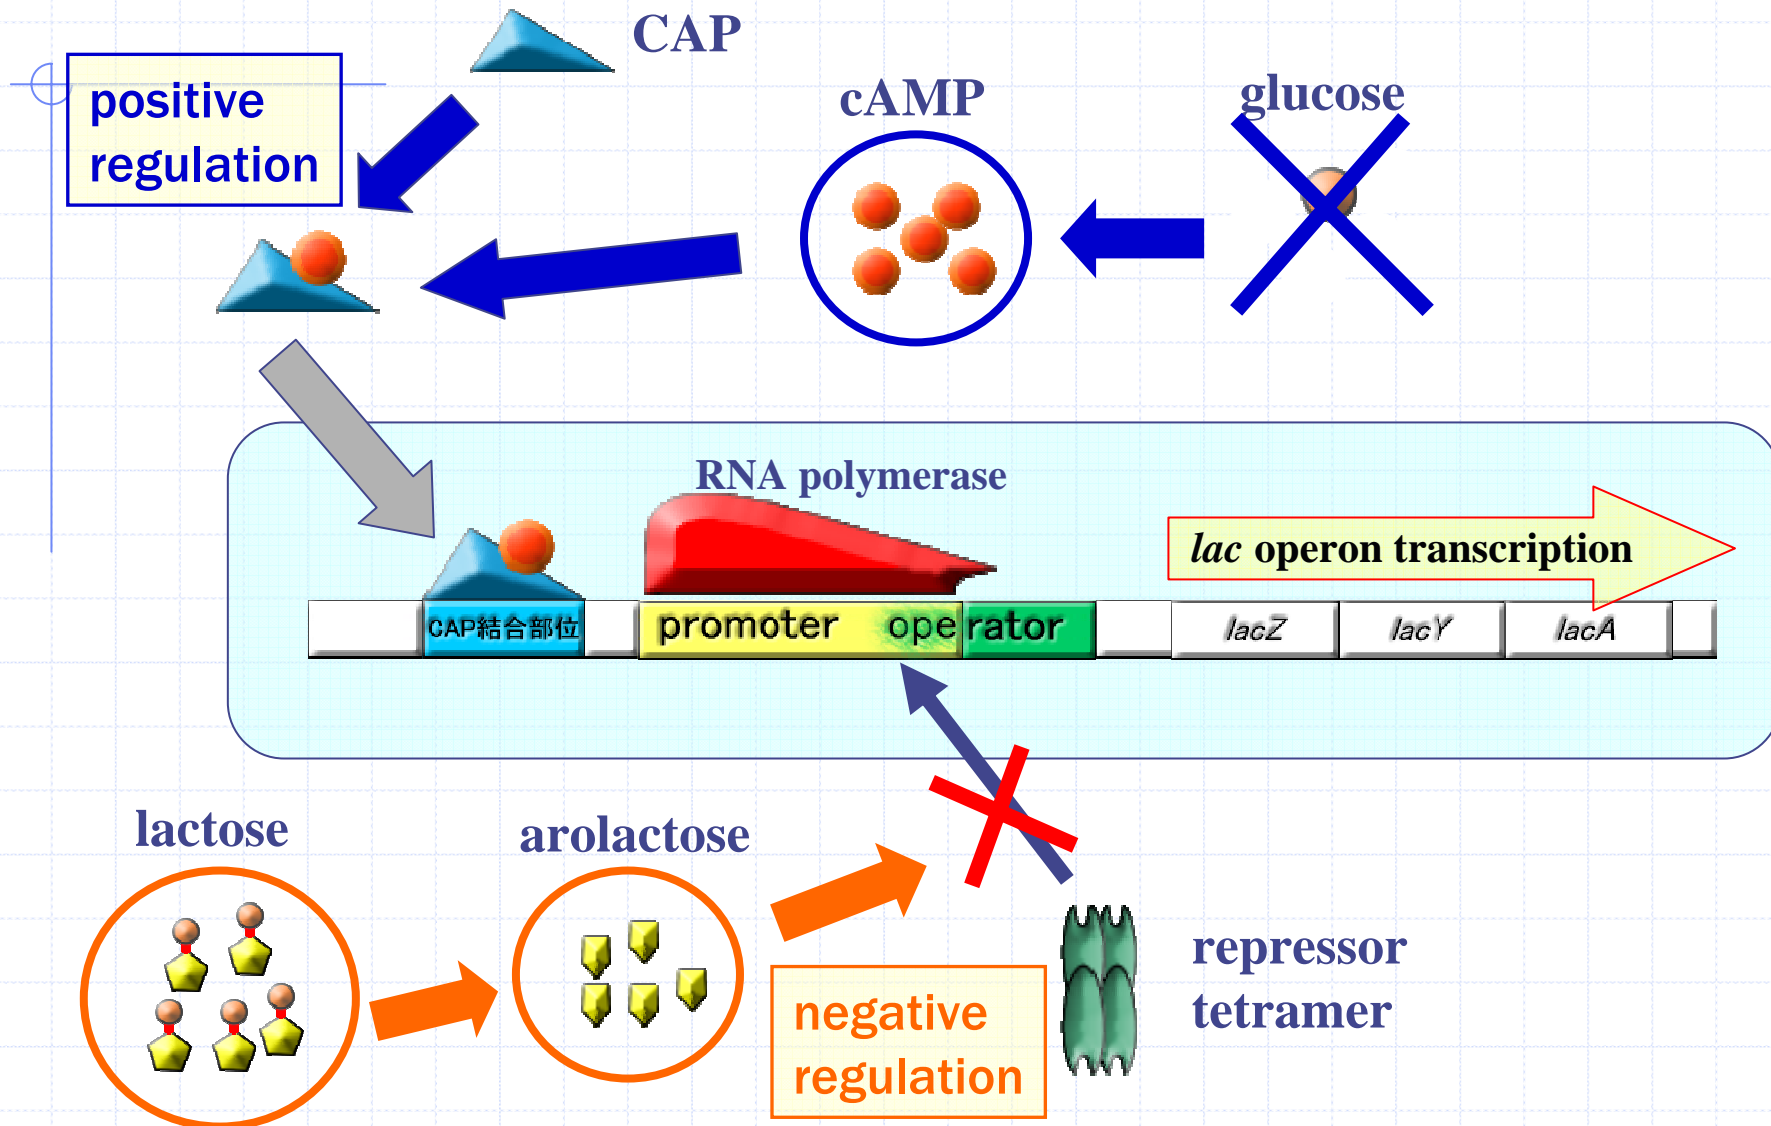 CAP
positive
regulation
cAMP
glucose
RNA polymerase
lac operon transcription
CAP結合部位
promoter
operator
lacZ
lacY
lacA
lactose
arolactose
negative
regulation
repressor
tetramer